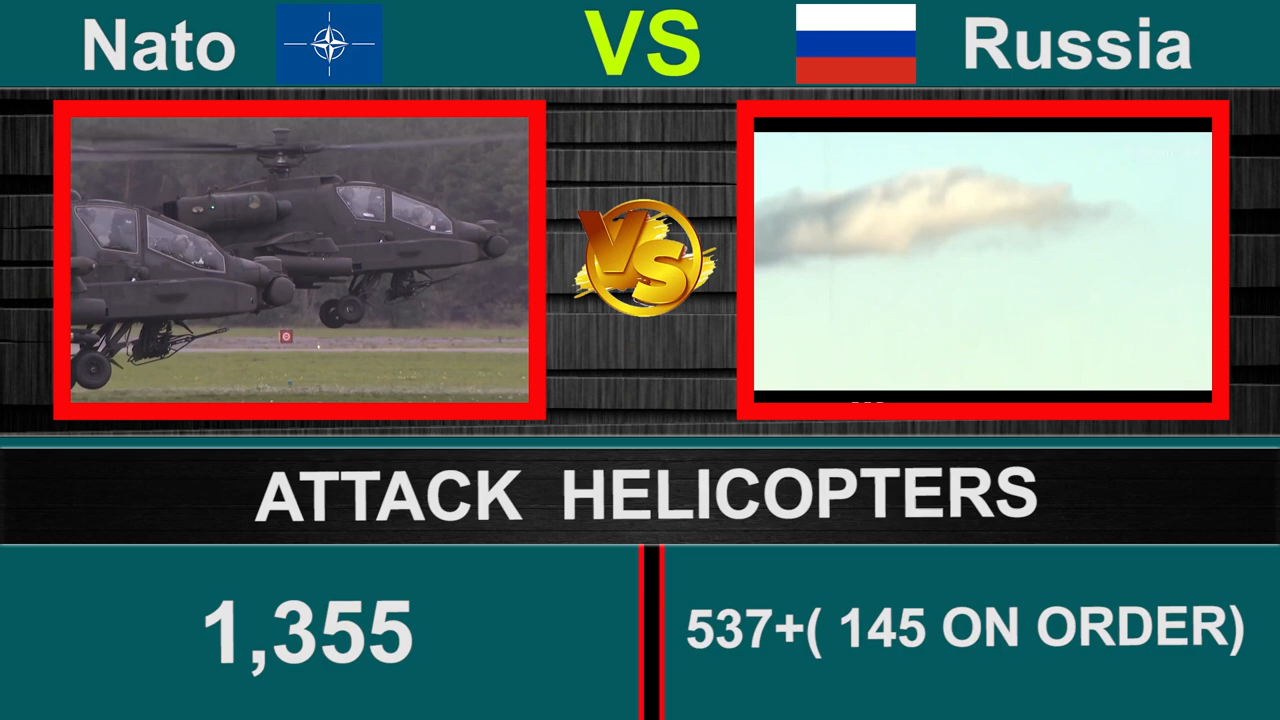 Nato VS Russia
VS
ATTACK HELICOPTERS
1,355
537+( 145 ON ORDER)